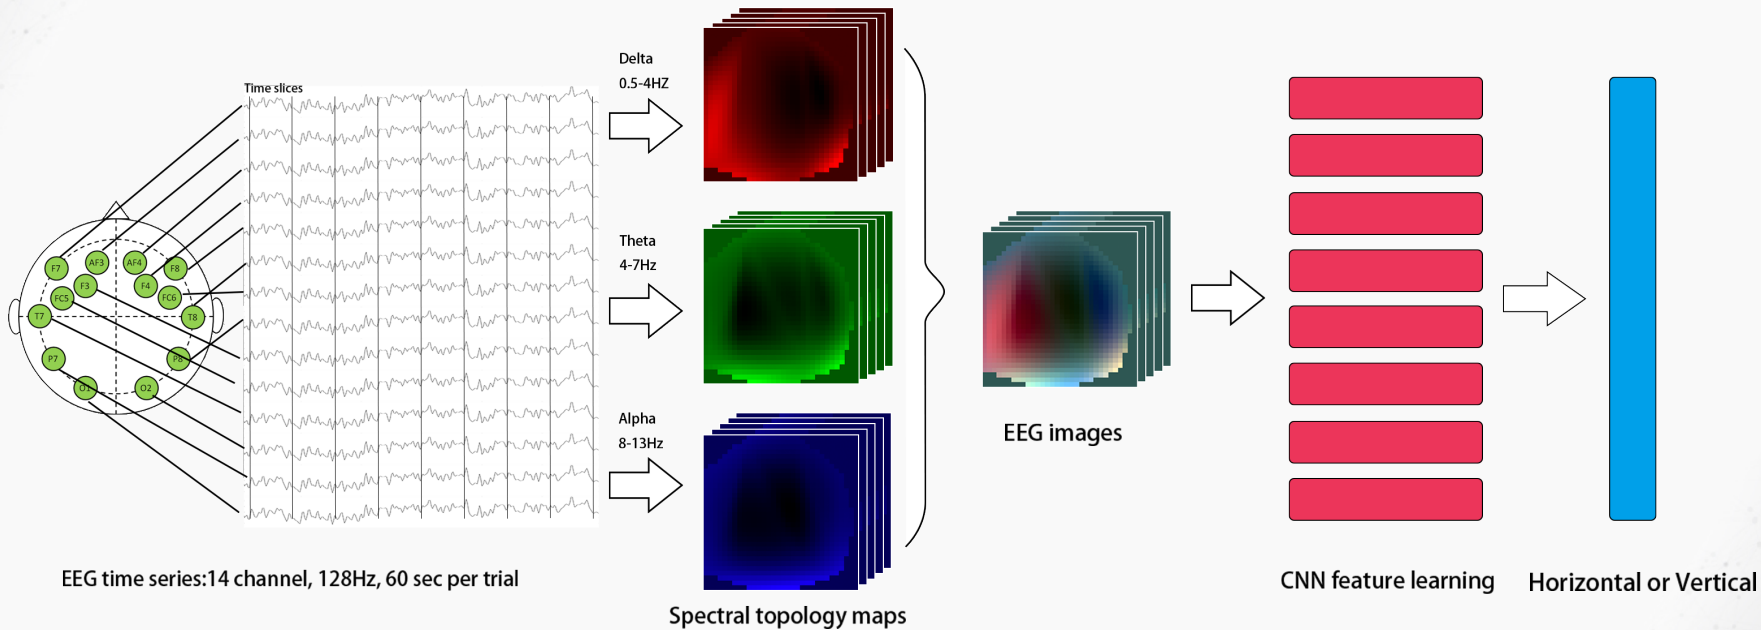 Time slices
F7
AF3
AF4
F8
F3
F4
FC5
FC6
T7
T8
P7
P8
O1
O2
EEG time series:14 channel, 128Hz, 60 sec per trial
Delta
0.5-4HZ
Theta
4-7Hz
Alpha
8-13Hz
Spectral topology maps
EEG images
CNN feature learning
Horizontal or Vertical